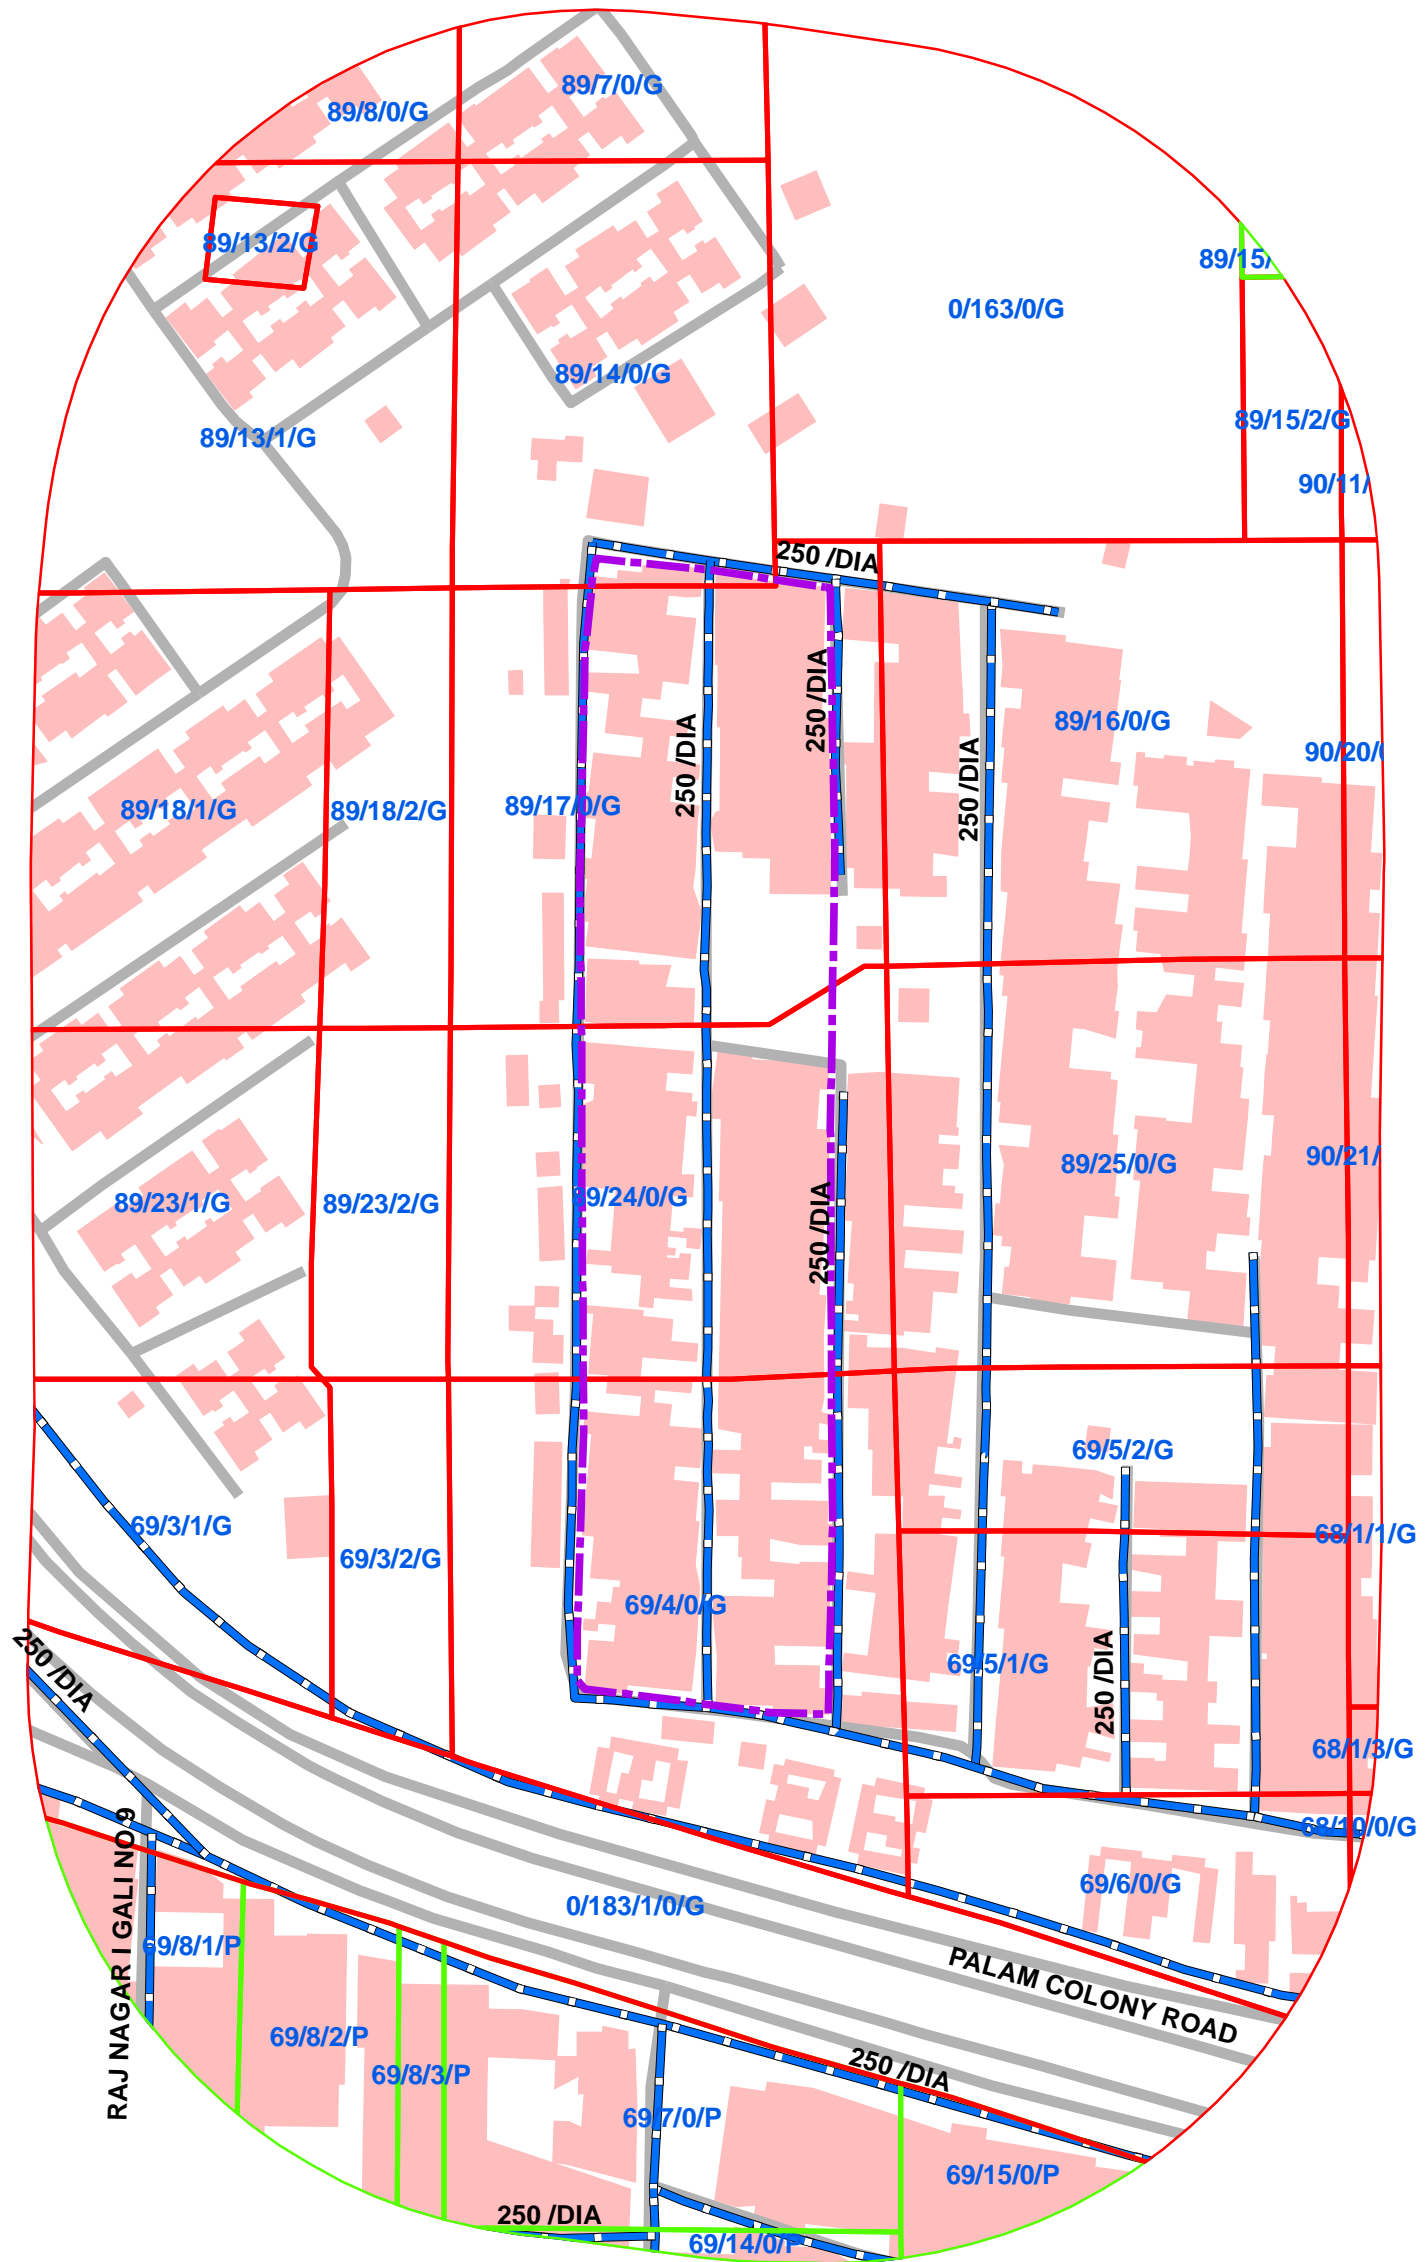 89/7/0/G
89/8/0/G
89/13/2/G
89/15/
0/163/0/G
89/14/0/G
89/15/2/G
89/13/1/G
90/11/
250 /DIA
250 /DIA
89/16/0/G
90/20/
250 /DIA
250 /DIA
89/18/1/G
89/18/2/G
89/17/0/G
89/25/0/G
90/21/
89/23/1/G
89/23/2/G
89/24/0/G
250 /DIA
69/5/2/G
69/3/1/G
68/1/1/G
69/3/2/G
69/4/0/G
250 /DIA
69/5/1/G
250 /DIA
68/1/3/G
68/10/0/G
RAJ NAGAR I GALI NO 9
69/6/0/G
0/183/1/0/G
69/8/1/P
PALAM COLONY ROAD
69/8/2/P
69/8/3/P
250 /DIA
69/7/0/P
69/15/0/P
250 /DIA
69/14/0/P